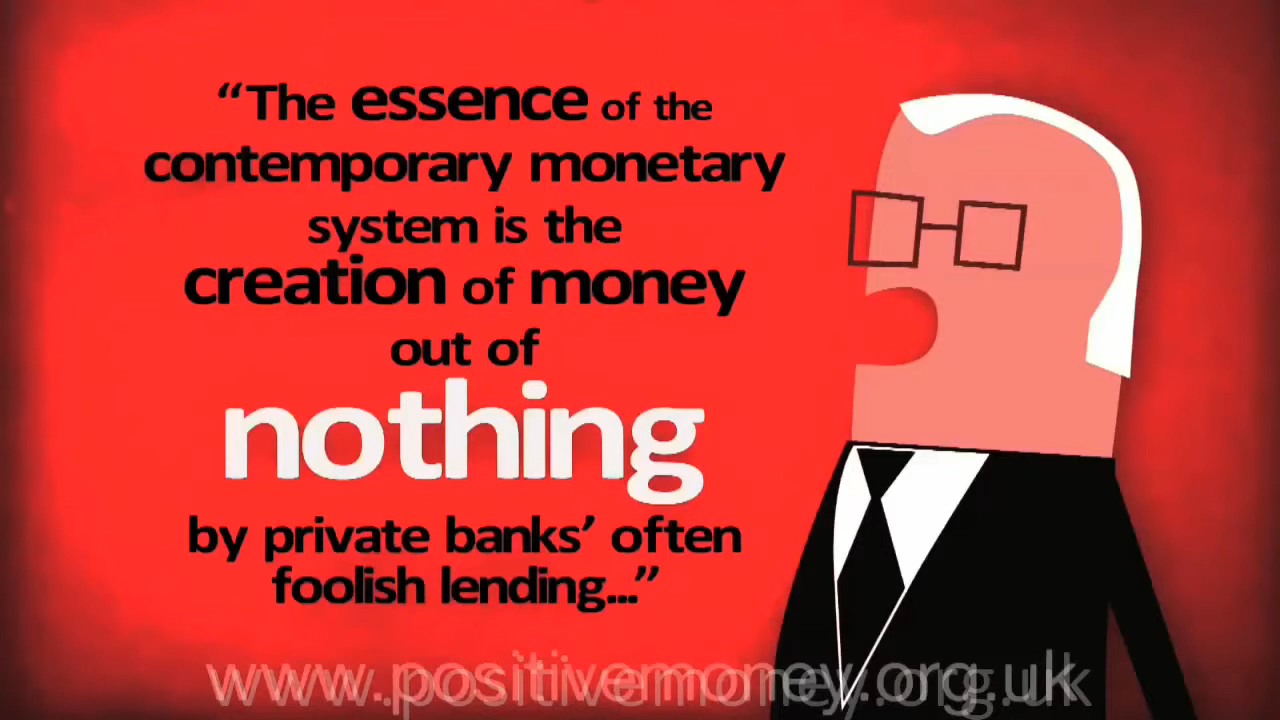 “The essence of the
contemporary monetary
system is the
creation of money
out of
nothing
by private banks’ often
foolish lending...”
www.positivemoney.org.uk